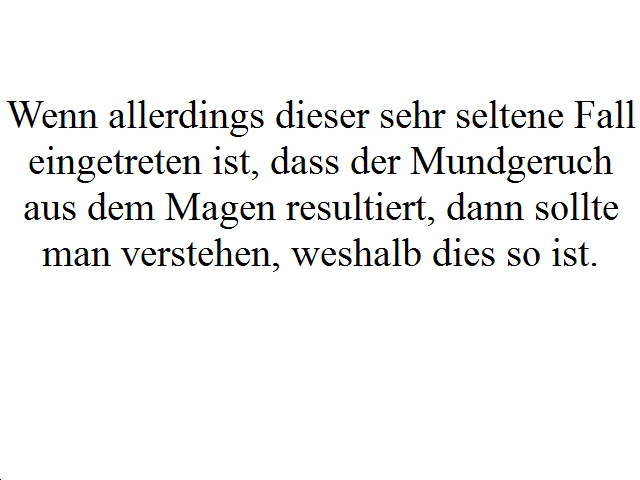 Wenn allerdings dieser sehr seltene Fall
eingetreten ist, dass der Mundgeruch
aus dem Magen resultiert, dann sollte
man verstehen, weshalb dies so ist.